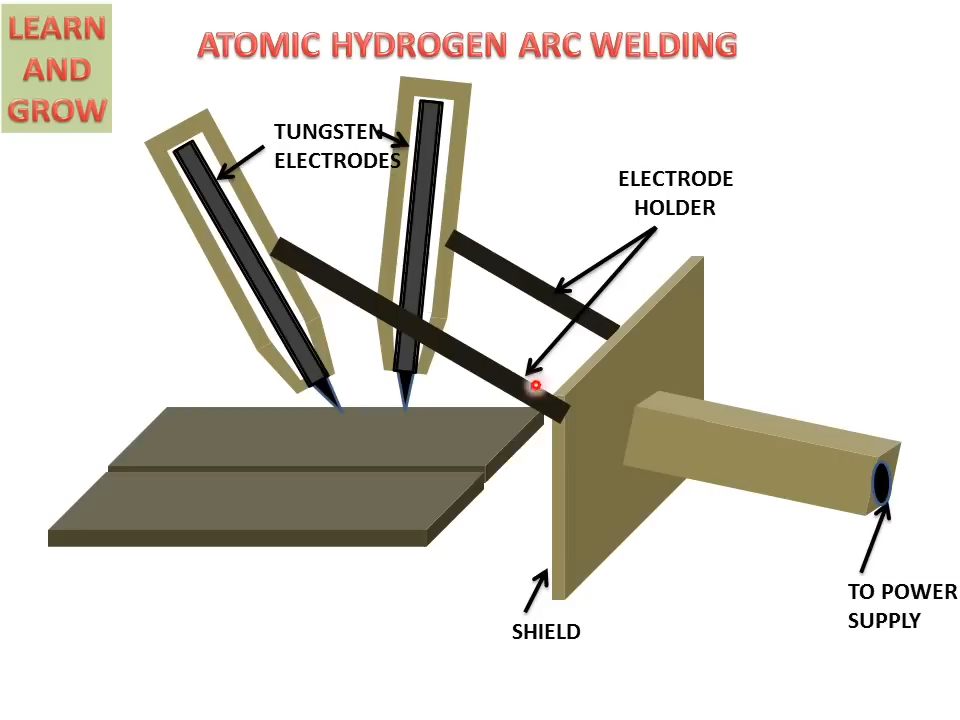 LEARN
AND
GROW
ATOMIC HYDROGEN ARC WELDING
TUNGSTEN
ELECTRODES
ELECTRODE
HOLDER
SHIELD
TO POWER
SUPPLY